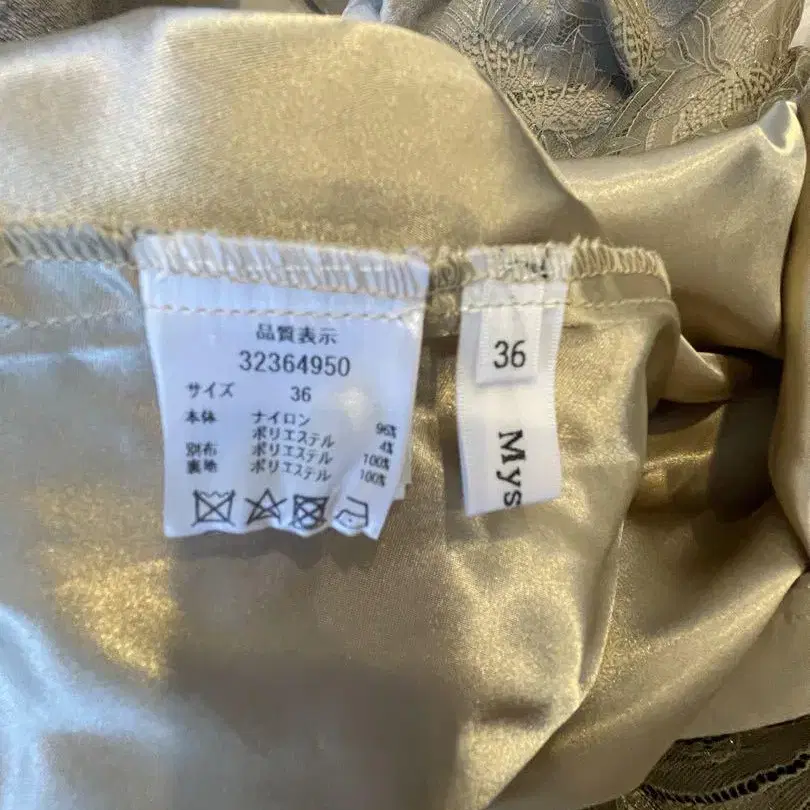 品質表示
32364950
サイズ 36
本体 ナイロン 96%
ポリエステル 4%
別布 ポリエステル 100%
裏地 ポリエステル 100%
36
Mys